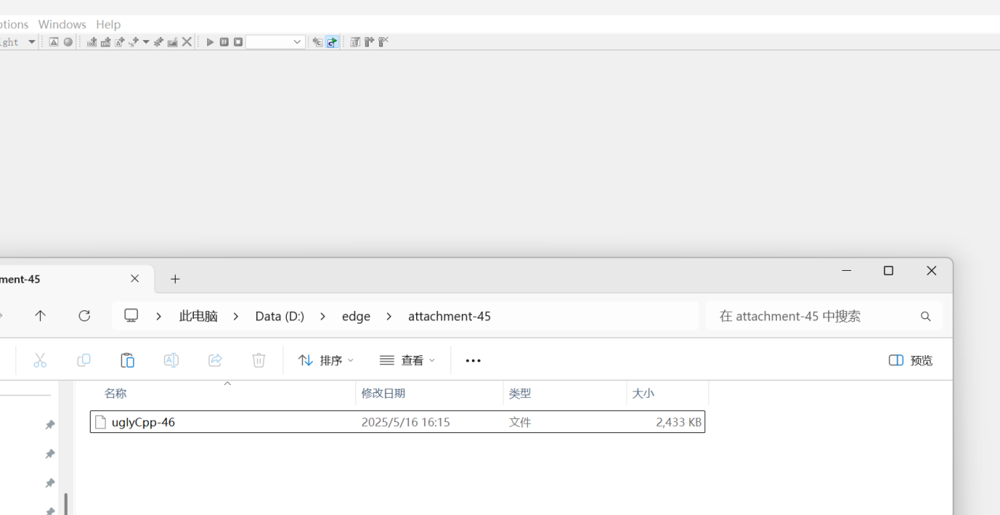 ptions Windows Help
ight
ment-45
此电脑 > Data (D:) > edge > attachment-45
在 attachment-45 中搜索
排序 查看 预览
名称 修改日期 类型 大小
uglyCpp-46 2025/5/16 16:15 文件 2,433 KB